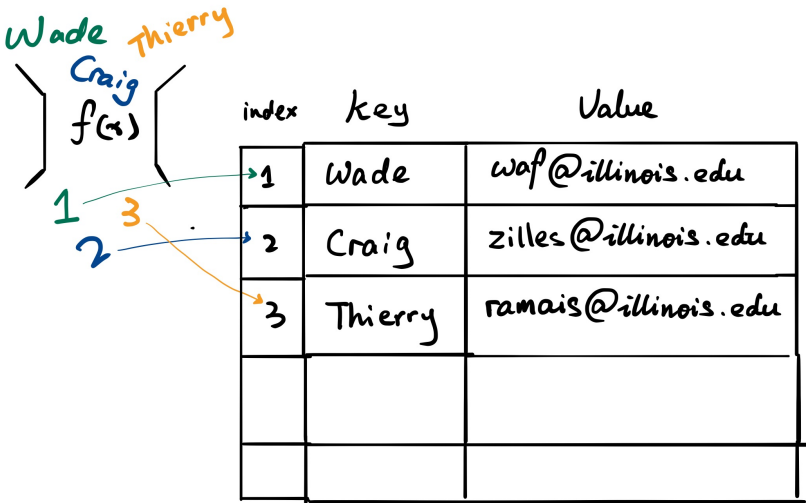 Wade Thierry
Craig
f(x)
1 3
2
index key Value
1 Wade waf@illinois.edu
2 Craig zilles@illinois.edu
3 Thierry ramais@illinois.edu